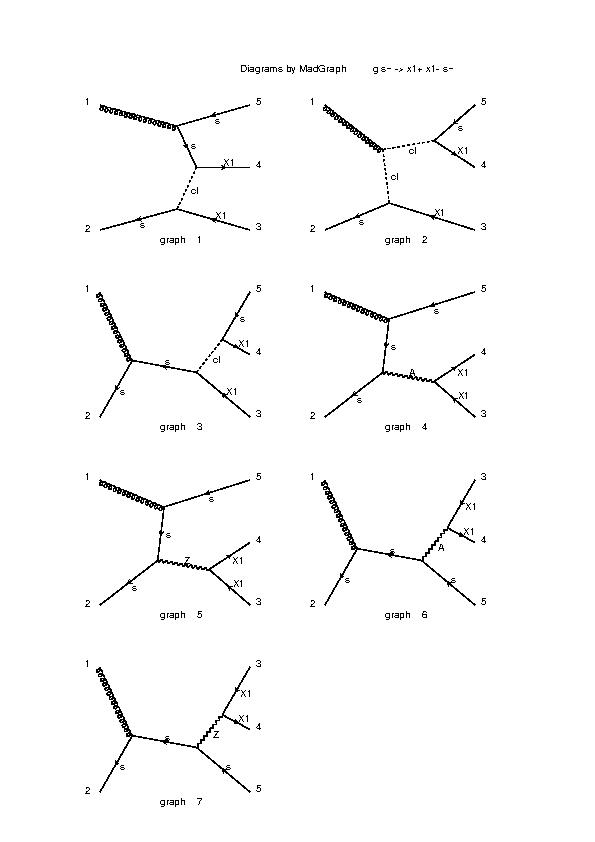 Diagrams by MadGraph g s~ -> x1+ x1- s~
1 5 s s X1 4 cl X1 s 2 3
graph 1
1 5 s X1 cl 4 cl X1 s 2 3
graph 2
1 5 s X1 4 s cl s X1 2 3
graph 3
1 5 s s 4 A X1 X1 s 2 3
graph 4
1 5 s s 4 Z X1 X1 s 2 3
graph 5
1 3 X1 X1 4 s A s s 2 5
graph 6
1 3 X1 X1 4 s Z s s 2 5
graph 7